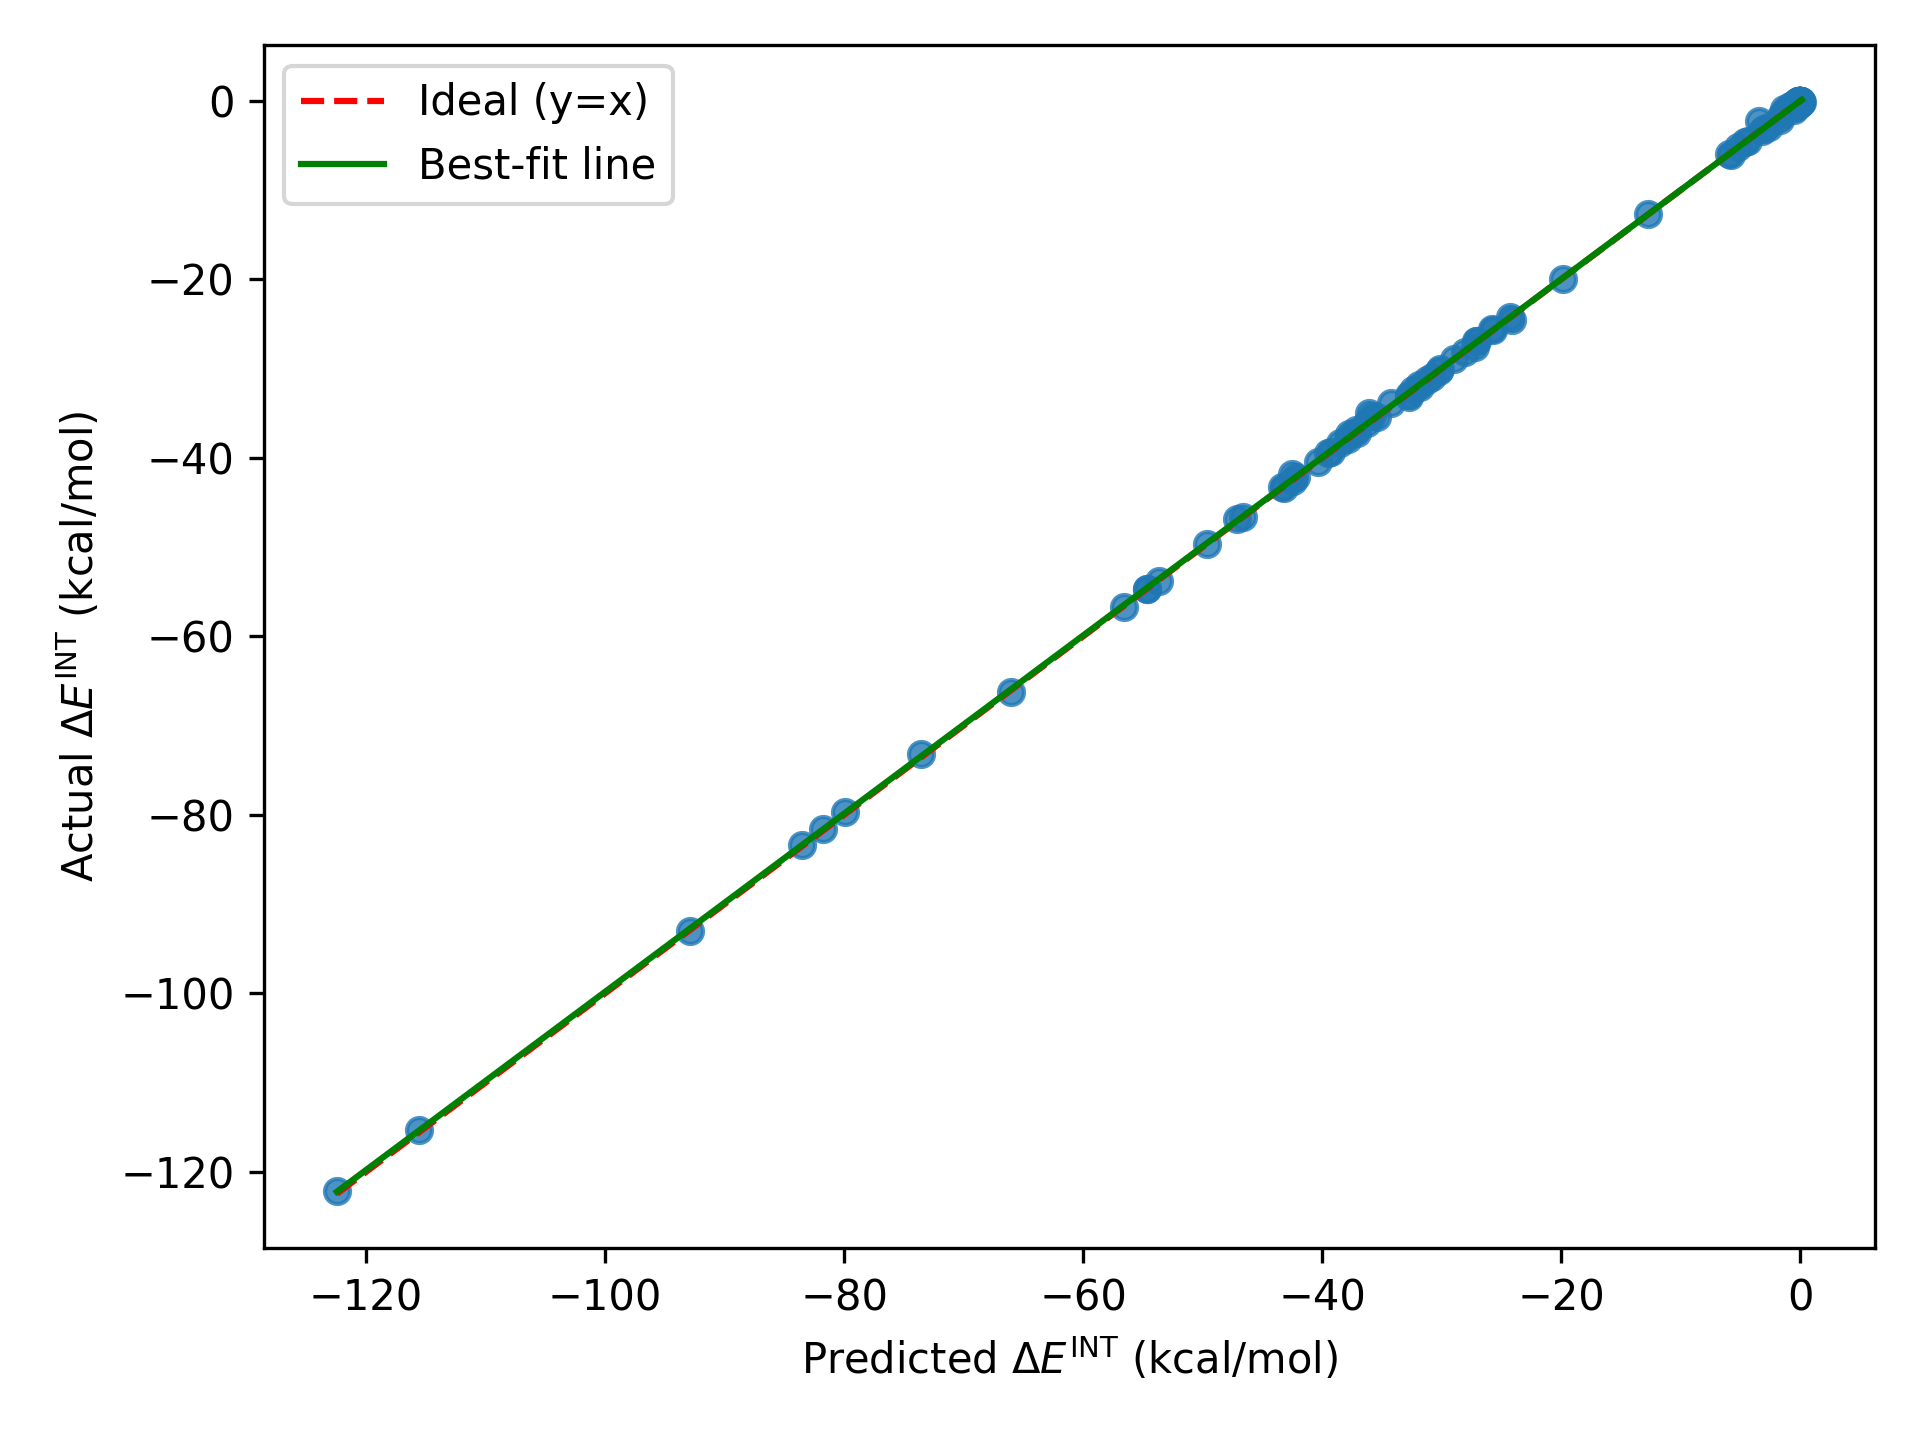 Ideal (y=x)
Best-fit line
0
−20
−40
−60
−80
−100
−120
Actual ΔE^INT (kcal/mol)
−120 −100 −80 −60 −40 −20 0
Predicted ΔE^INT (kcal/mol)